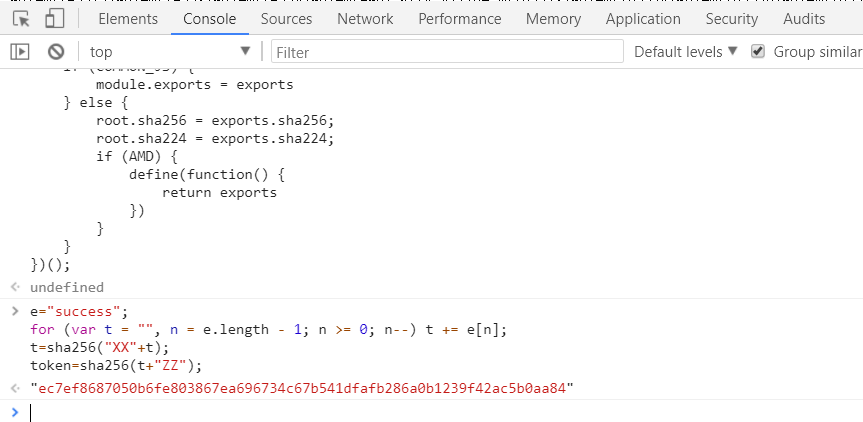 Elements Console Sources Network Performance Memory Application Security Audits
top Filter Default levels Group similar
module.exports = exports
} else {
root.sha256 = exports.sha256;
root.sha224 = exports.sha224;
if (AMD) {
define(function() {
return exports
})
}
}
})();
undefined
e="success";
for (var t = "", n = e.length - 1; n >= 0; n--) t += e[n];
t=sha256("XX"+t);
token=sha256(t+"ZZ");
"ec7ef8687050b6fe803867ea696734c67b541dfafb286a0b1239f42ac5b0aa84"